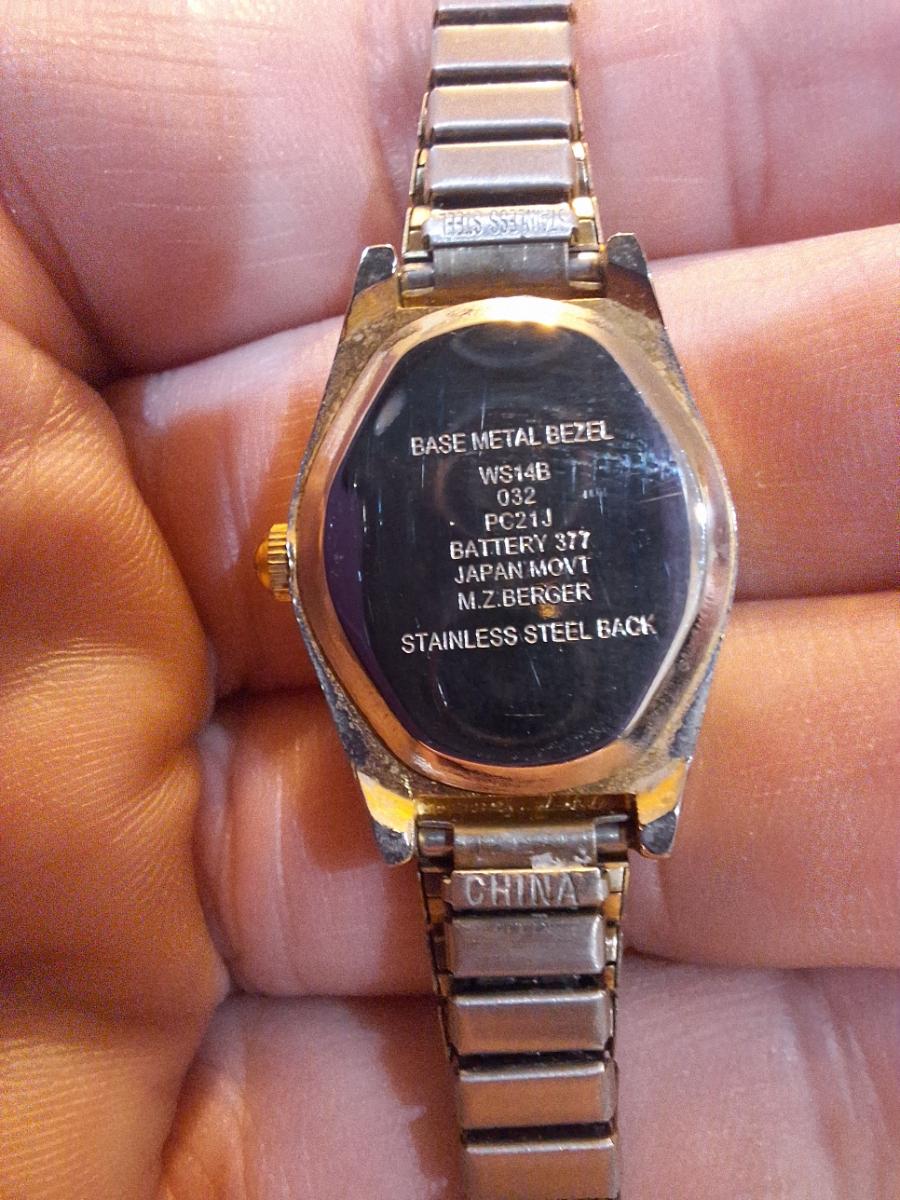 STAINLESS STEEL
BASE METAL BEZEL
WS14B
032
PC21J
BATTERY 377
JAPAN MOVT
M.Z.BERGER
STAINLESS STEEL BACK
CHINA